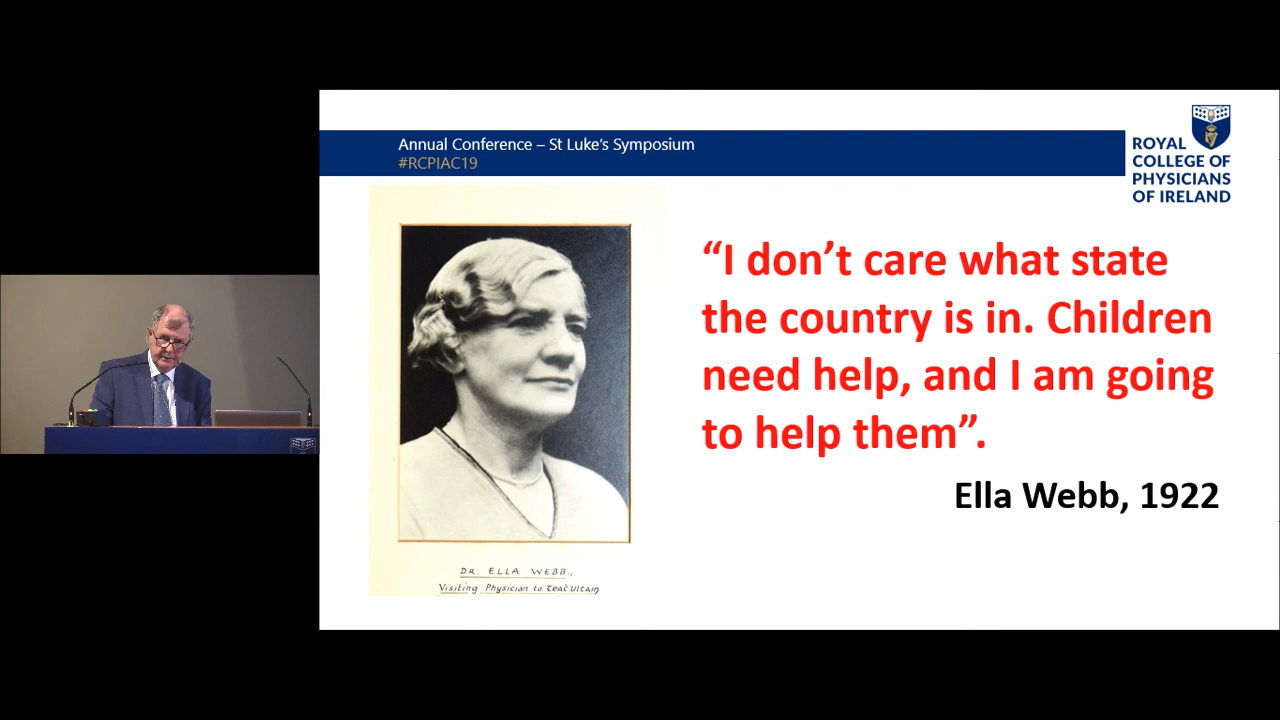 Annual Conference – St Luke's Symposium
#RCPIAC19
ROYAL
COLLEGE OF
PHYSICIANS
OF IRELAND
“I don’t care what state
the country is in. Children
need help, and I am going
to help them”.
Ella Webb, 1922
DR. ELLA WEBB.,
Visiting Physician to Teac Ultain